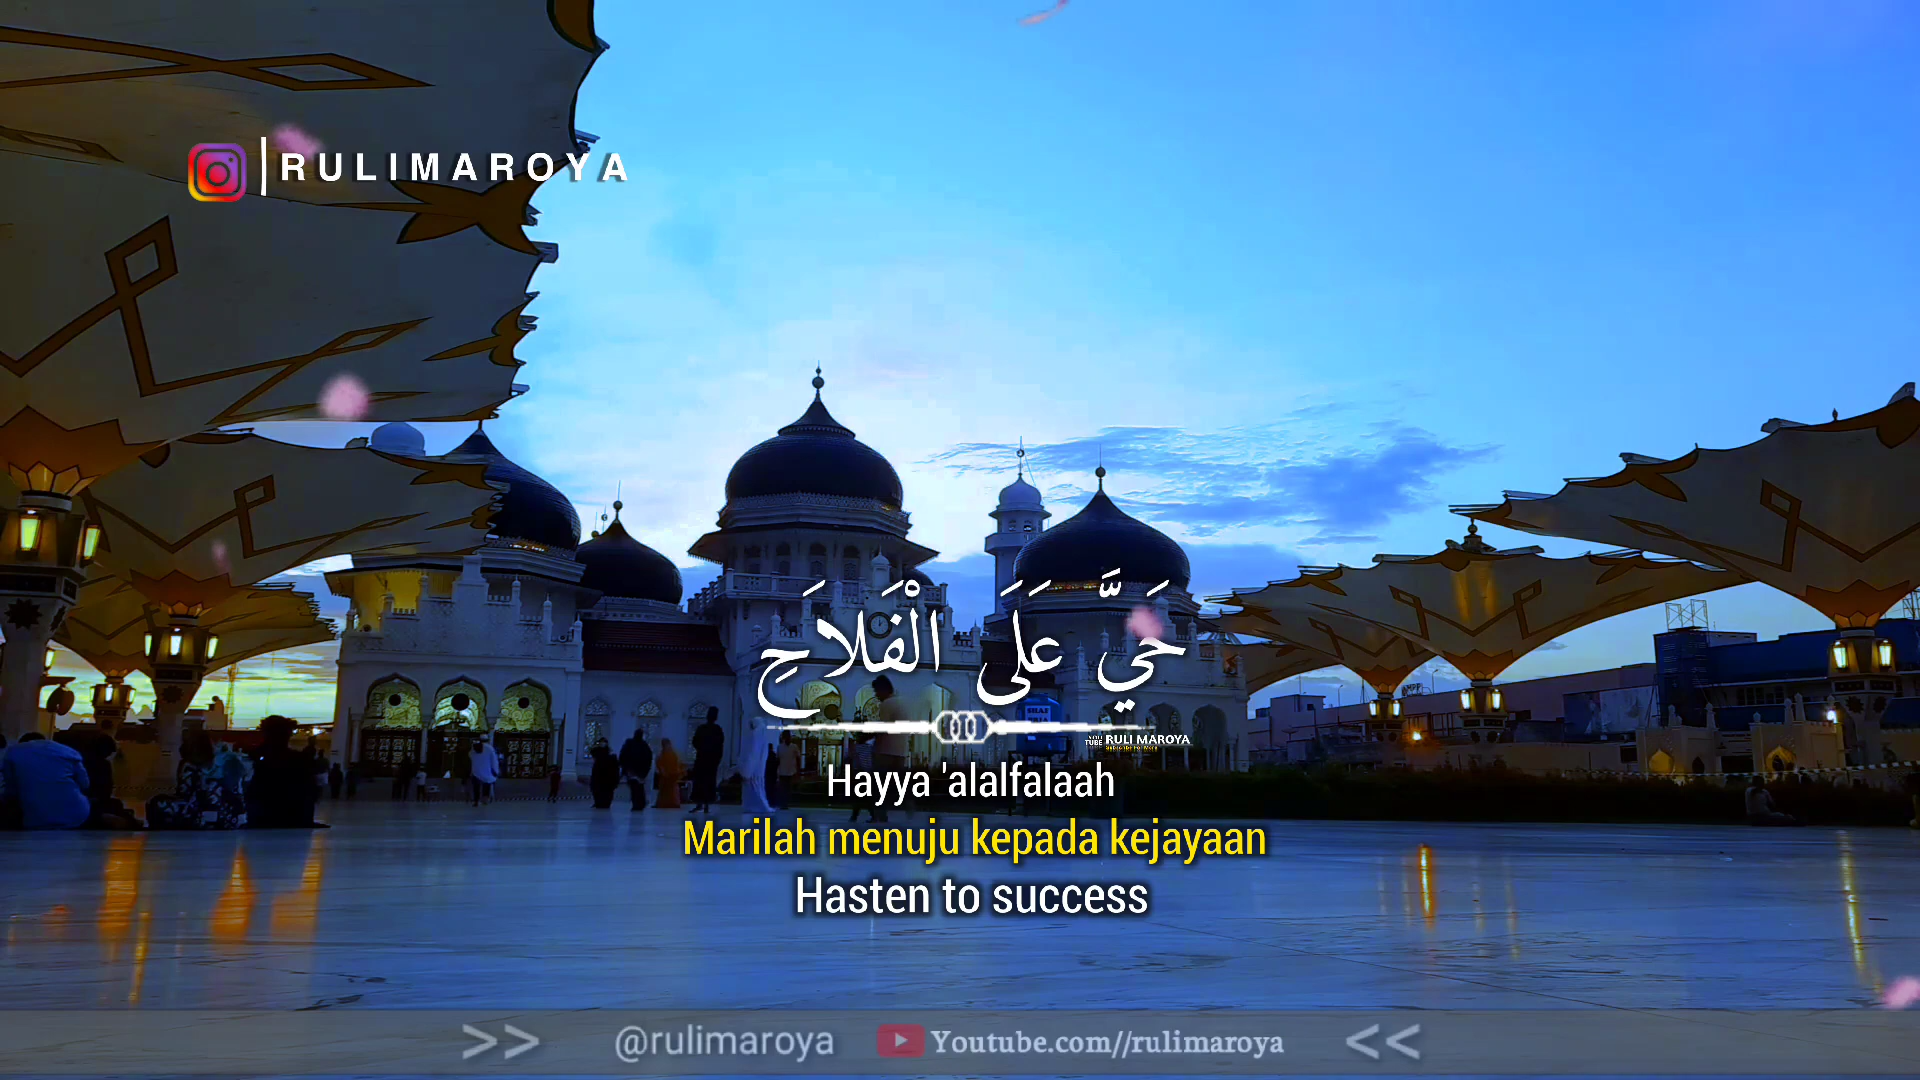 RULIMAROYA
حَيَّ عَلَى الْفَلَاحِ
RULI MAROYA
Hayya 'alalfalaah
Marilah menuju kepada kejayaan
Hasten to success
>> @rulimaroya Youtube.com//rulimaroya <<